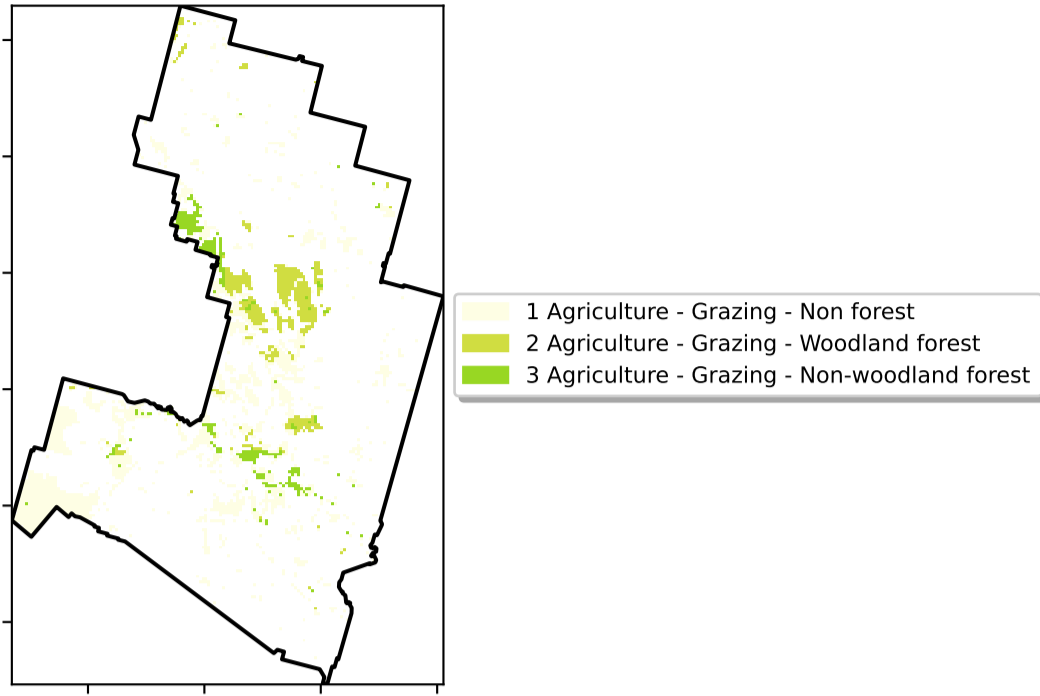 1 Agriculture - Grazing - Non forest
2 Agriculture - Grazing - Woodland forest
3 Agriculture - Grazing - Non-woodland forest